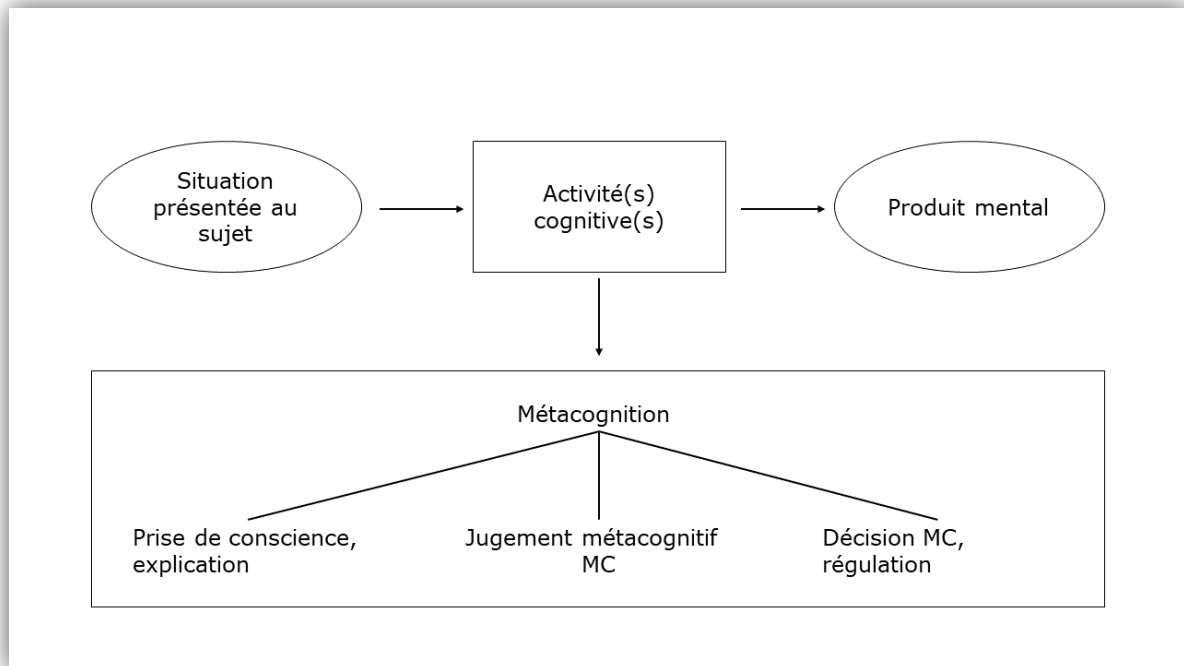 Situation
présentée au
sujet
Activité(s)
cognitive(s)
Produit mental
Métacognition
Prise de conscience,
explication
Jugement métacognitif
MC
Décision MC,
régulation